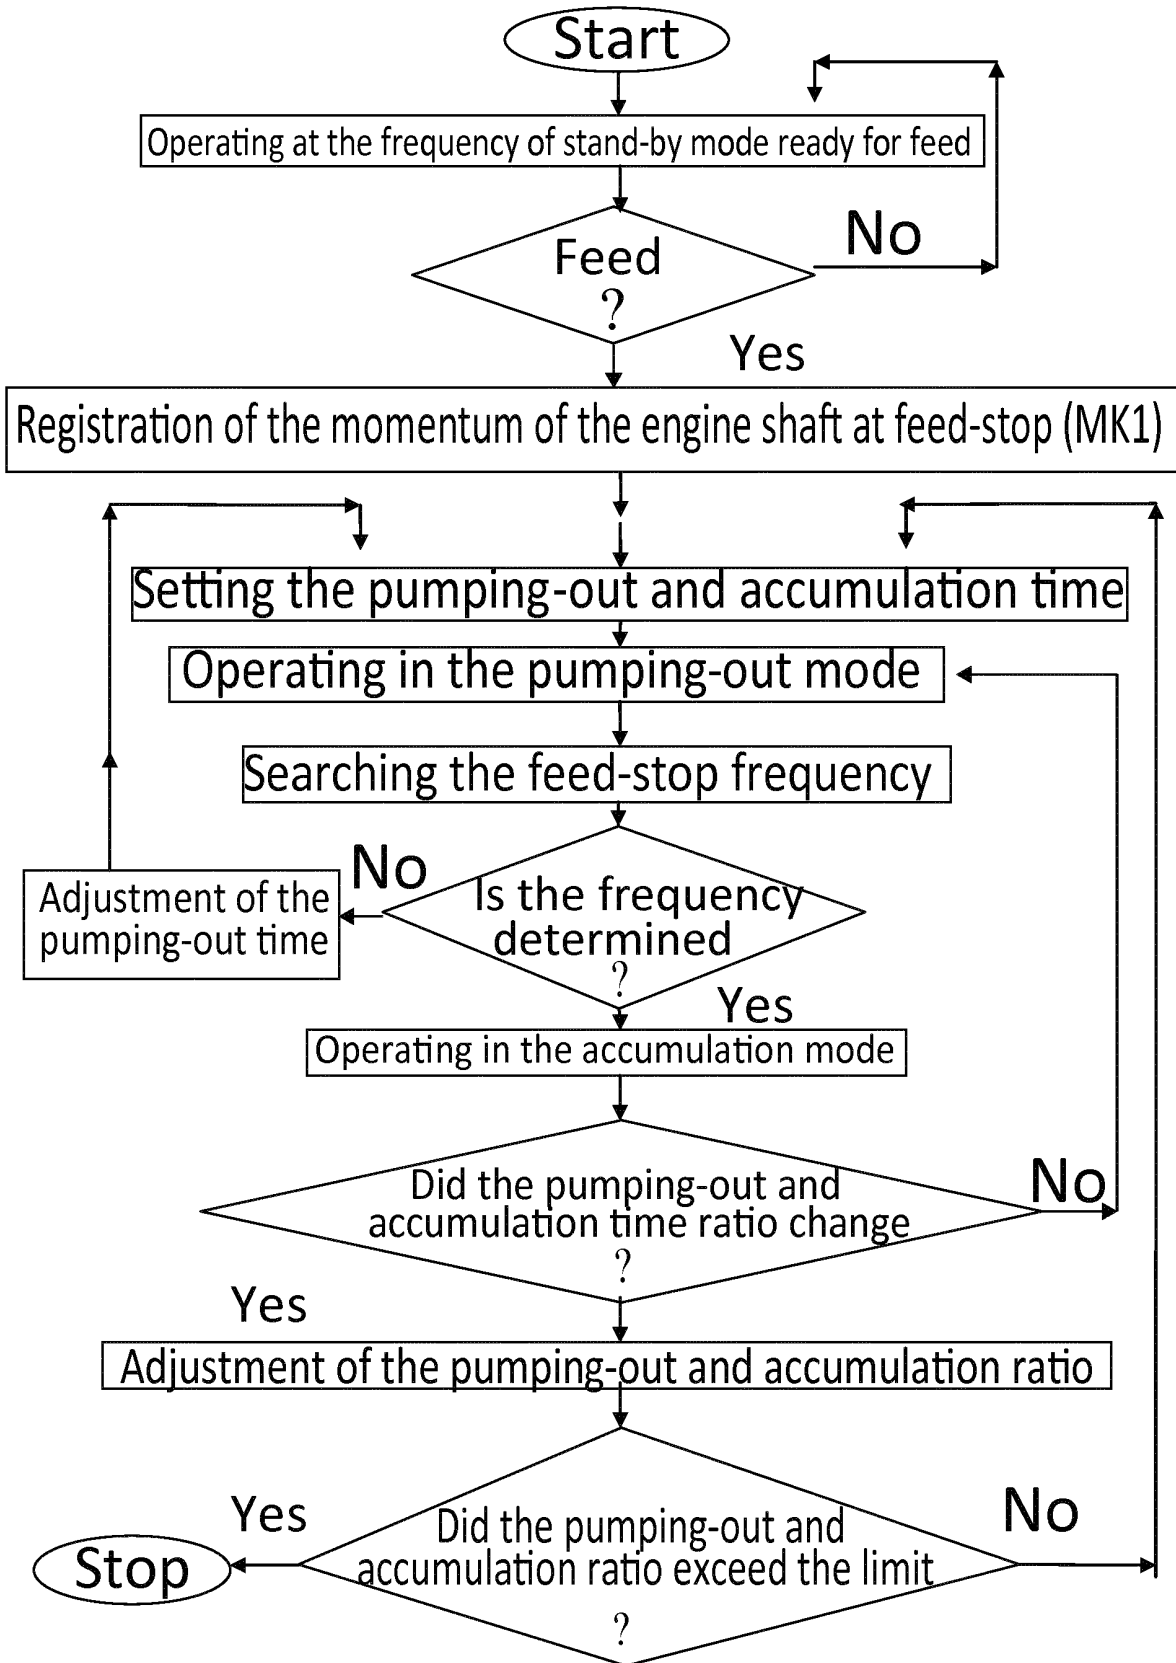 Start
Operating at the frequency of stand-by mode ready for feed
No
Feed
?
Yes
Registration of the momentum of the engine shaft at feed-stop (MK1)
Setting the pumping-out and accumulation time
Operating in the pumping-out mode
Searching the feed-stop frequency
No
Adjustment of the
pumping-out time
Is the frequency
determined
?
Yes
Operating in the accumulation mode
Did the pumping-out and
accumulation time ratio change
?
No
Yes
Adjustment of the pumping-out and accumulation ratio
Yes
Stop
Did the pumping-out and
accumulation ratio exceed the limit
?
No